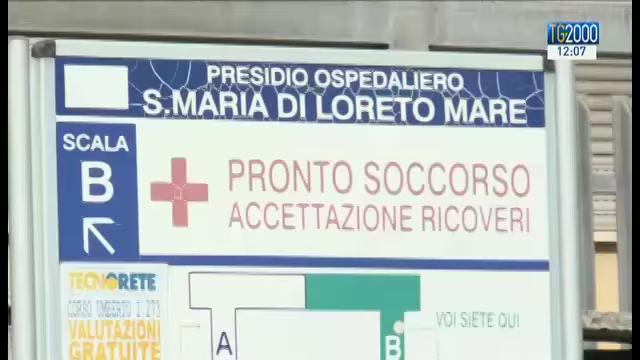 TG2000
12:07
PRESIDIO OSPEDALIERO
S.MARIA DI LORETO MARE
SCALA
B
PRONTO SOCCORSO
ACCETTAZIONE RICOVERI
TECNORETE
CORSO UMBERTO I 273
VALUTAZIONI
GRATUITE
A
B
VOI SIETE QUI